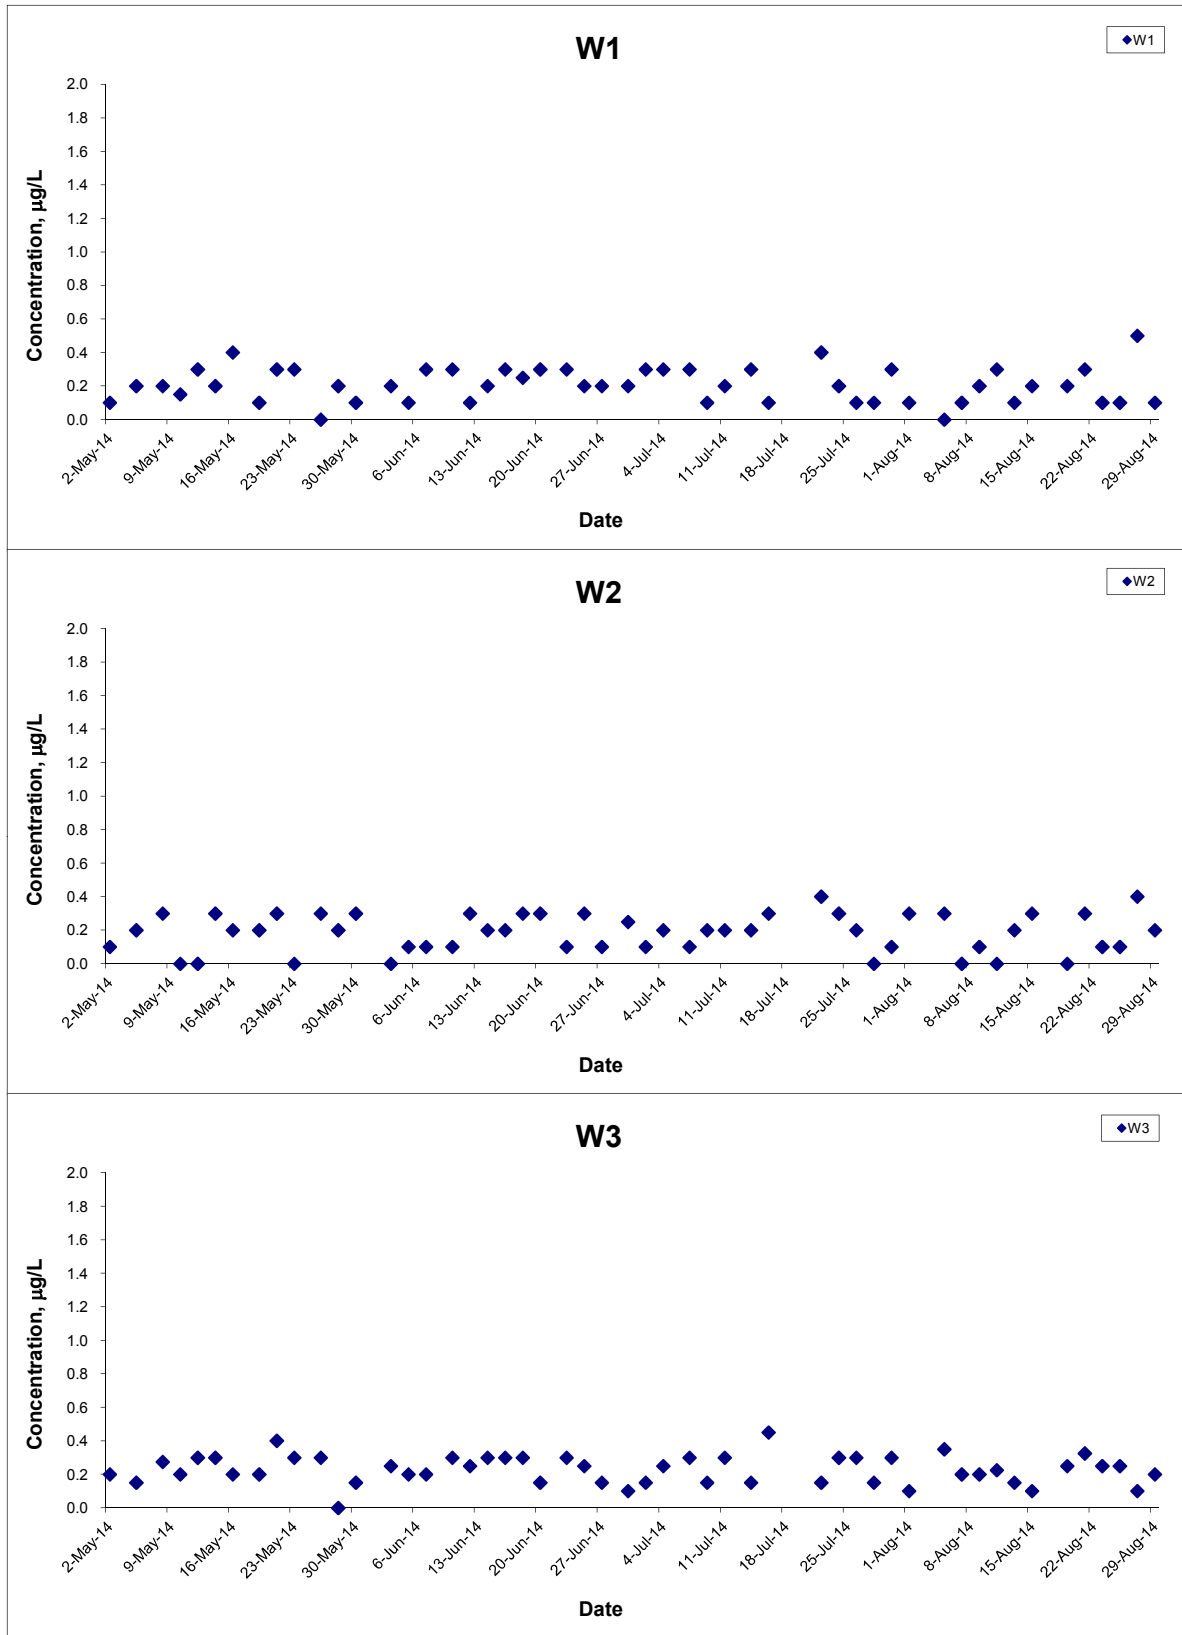 W1
W1
2.0
1.8
1.6
1.4
1.2
1.0
0.8
0.6
0.4
0.2
0.0
Concentration, µg/L
2-May-14
9-May-14
16-May-14
23-May-14
30-May-14
6-Jun-14
13-Jun-14
20-Jun-14
27-Jun-14
4-Jul-14
11-Jul-14
18-Jul-14
25-Jul-14
1-Aug-14
8-Aug-14
15-Aug-14
22-Aug-14
29-Aug-14
Date
W2
W2
2.0
1.8
1.6
1.4
1.2
1.0
0.8
0.6
0.4
0.2
0.0
Concentration, µg/L
2-May-14
9-May-14
16-May-14
23-May-14
30-May-14
6-Jun-14
13-Jun-14
20-Jun-14
27-Jun-14
4-Jul-14
11-Jul-14
18-Jul-14
25-Jul-14
1-Aug-14
8-Aug-14
15-Aug-14
22-Aug-14
29-Aug-14
Date
W3
W3
2.0
1.8
1.6
1.4
1.2
1.0
0.8
0.6
0.4
0.2
0.0
Concentration, µg/L
2-May-14
9-May-14
16-May-14
23-May-14
30-May-14
6-Jun-14
13-Jun-14
20-Jun-14
27-Jun-14
4-Jul-14
11-Jul-14
18-Jul-14
25-Jul-14
1-Aug-14
8-Aug-14
15-Aug-14
22-Aug-14
29-Aug-14
Date